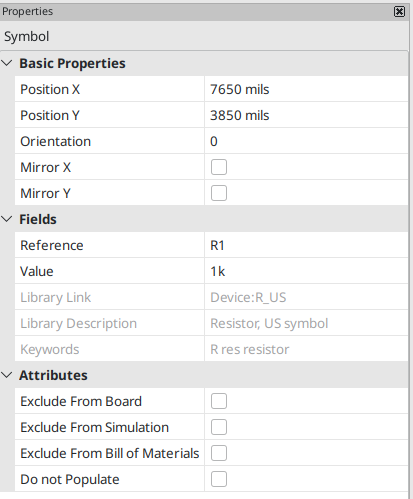 Properties
Symbol
Basic Properties
Position X 7650 mils
Position Y 3850 mils
Orientation 0
Mirror X
Mirror Y
Fields
Reference R1
Value 1k
Library Link Device:R_US
Library Description Resistor, US symbol
Keywords R res resistor
Attributes
Exclude From Board
Exclude From Simulation
Exclude From Bill of Materials
Do not Populate